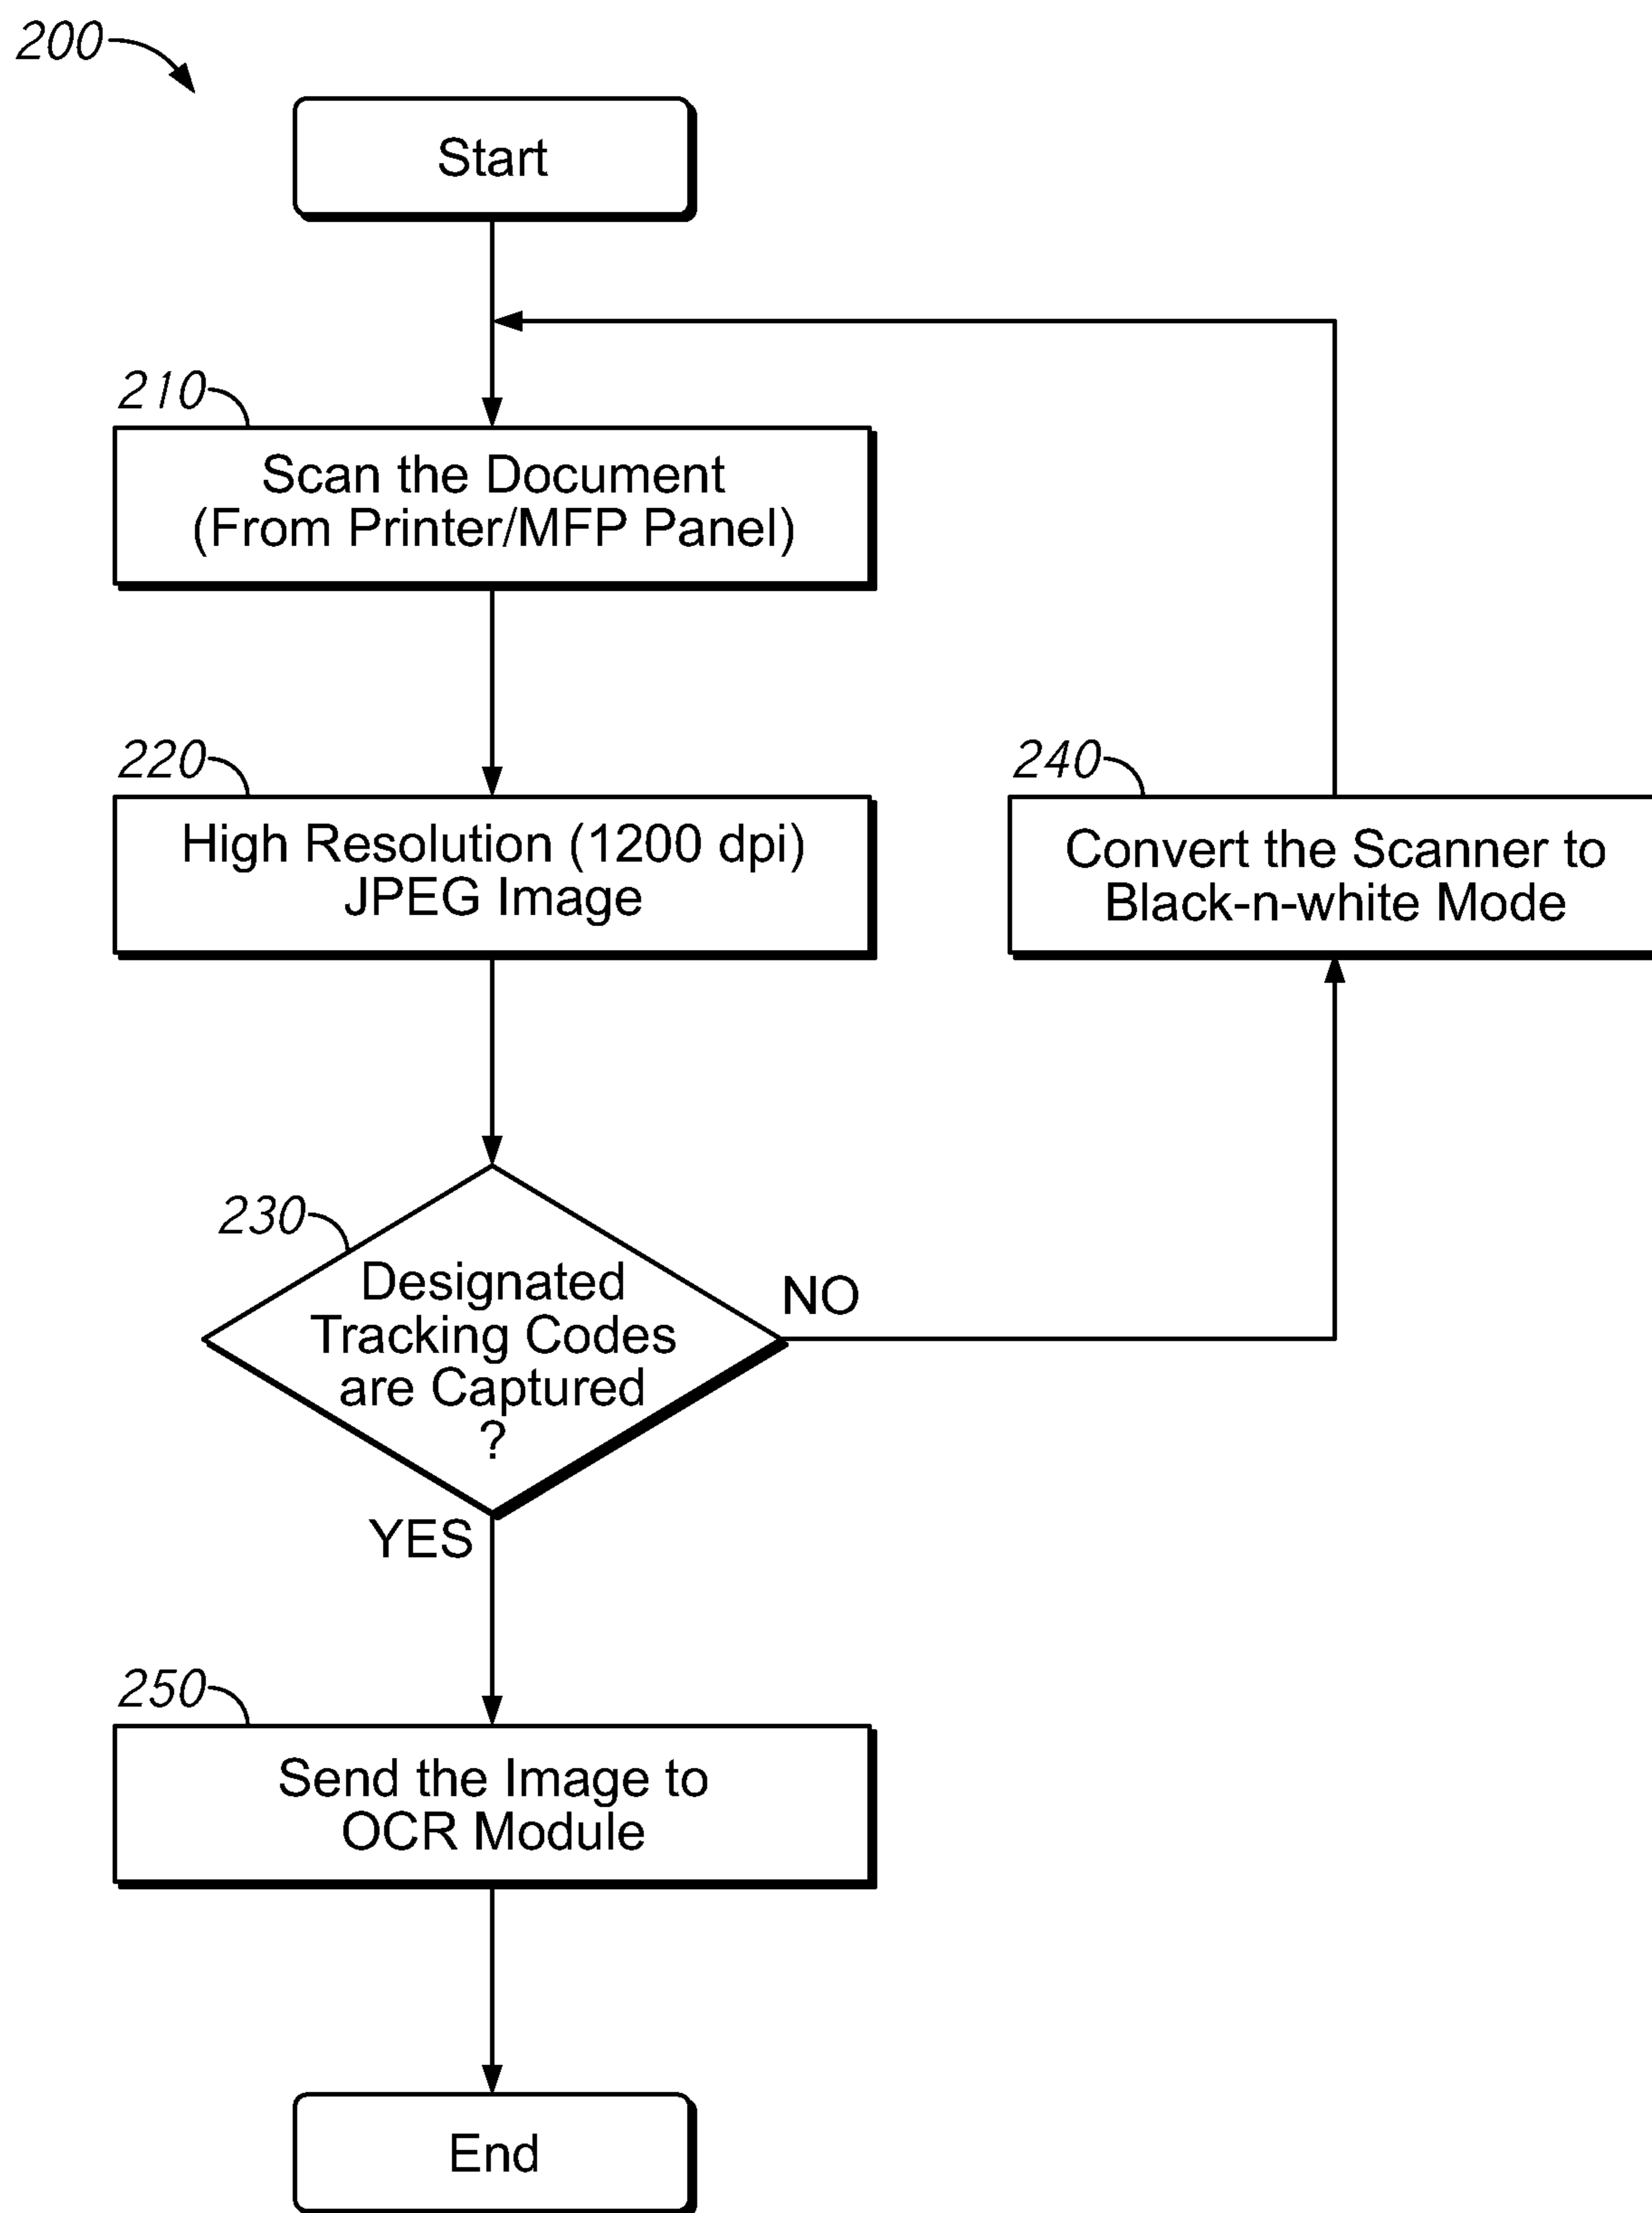 200
Start
210
Scan the Document
(From Printer/MFP Panel)
220
High Resolution (1200 dpi)
JPEG Image
240
Convert the Scanner to
Black-n-white Mode
230
Designated
Tracking Codes
are Captured
?
NO
YES
250
Send the Image to
OCR Module
End